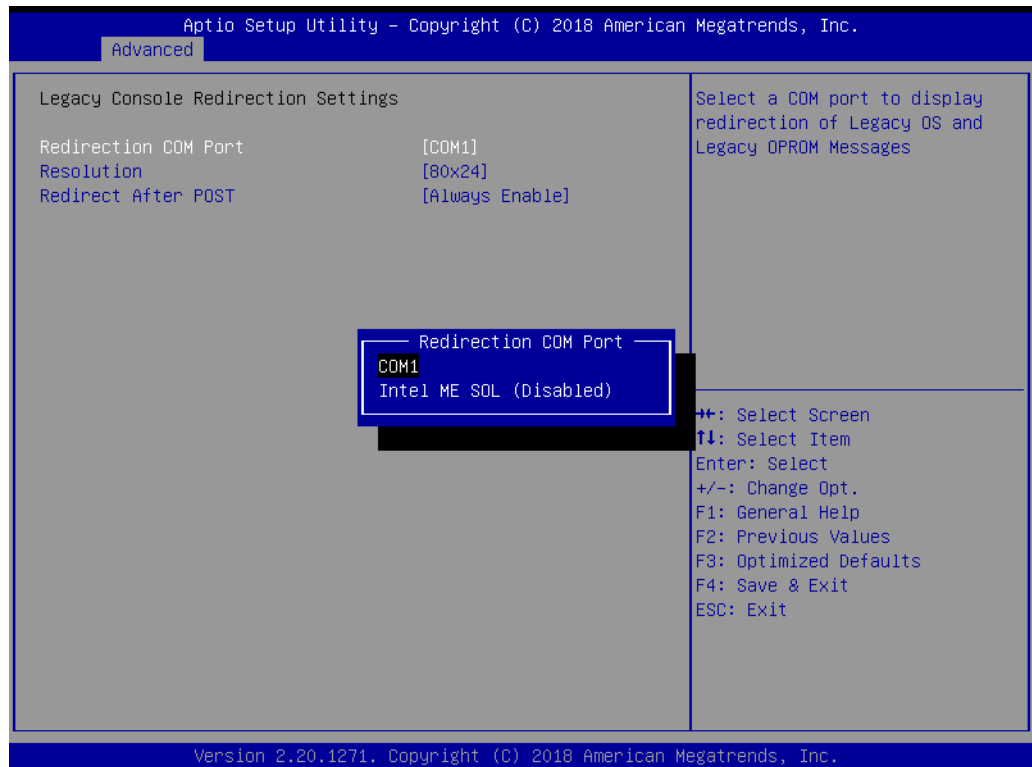 Aptio Setup Utility – Copyright (C) 2018 American Megatrends, Inc.
Advanced
Legacy Console Redirection Settings
Redirection COM Port [COM1]
Resolution [80x24]
Redirect After POST [Always Enable]
Select a COM port to display
redirection of Legacy OS and
Legacy OPROM Messages
Redirection COM Port
COM1
Intel ME SOL (Disabled)
→←: Select Screen
↑↓: Select Item
Enter: Select
+/-: Change Opt.
F1: General Help
F2: Previous Values
F3: Optimized Defaults
F4: Save & Exit
ESC: Exit
Version 2.20.1271. Copyright (C) 2018 American Megatrends, Inc.